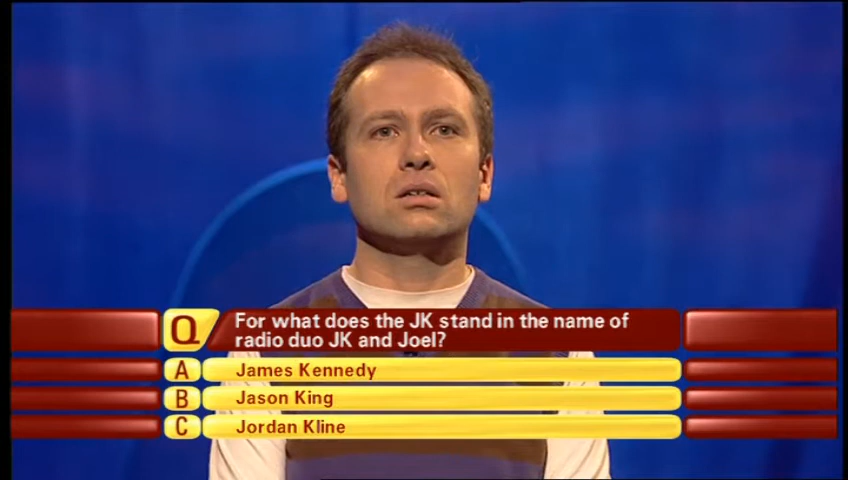 Q For what does the JK stand in the name of
radio duo JK and Joel?
A James Kennedy
B Jason King
C Jordan Kline